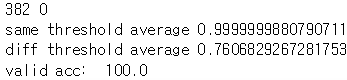 382 0
same threshold average 0.9999999880790711
diff threshold average 0.7606829267281753
valid acc:  100.0